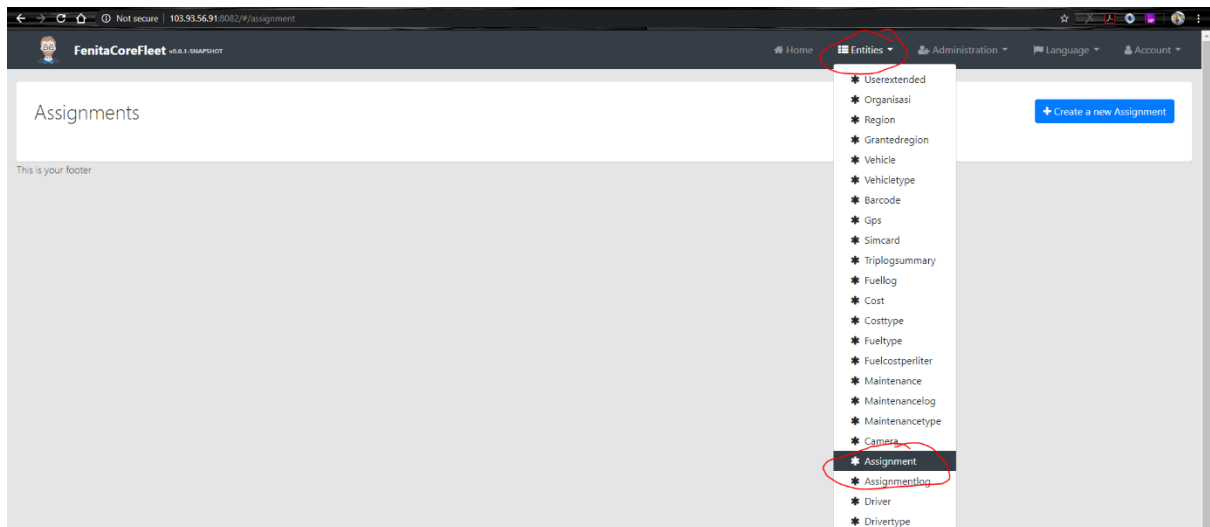 Not secure | 103.93.56.91:8082/#/assignment
FenitaCoreFleet v0.0.1-SNAPSHOT
Home
Entities
Administration
Language
Account
Assignments
+ Create a new Assignment
This is your footer
Userextended
Organisasi
Region
Grantedregion
Vehicle
Vehicletype
Barcode
Gps
Simcard
Triplogsummary
Fuellog
Cost
Costtype
Fueltype
Fuelcostperliter
Maintenance
Maintenancelog
Maintenancetype
Camera
Assignment
Assignmentlog
Driver
Drivertype